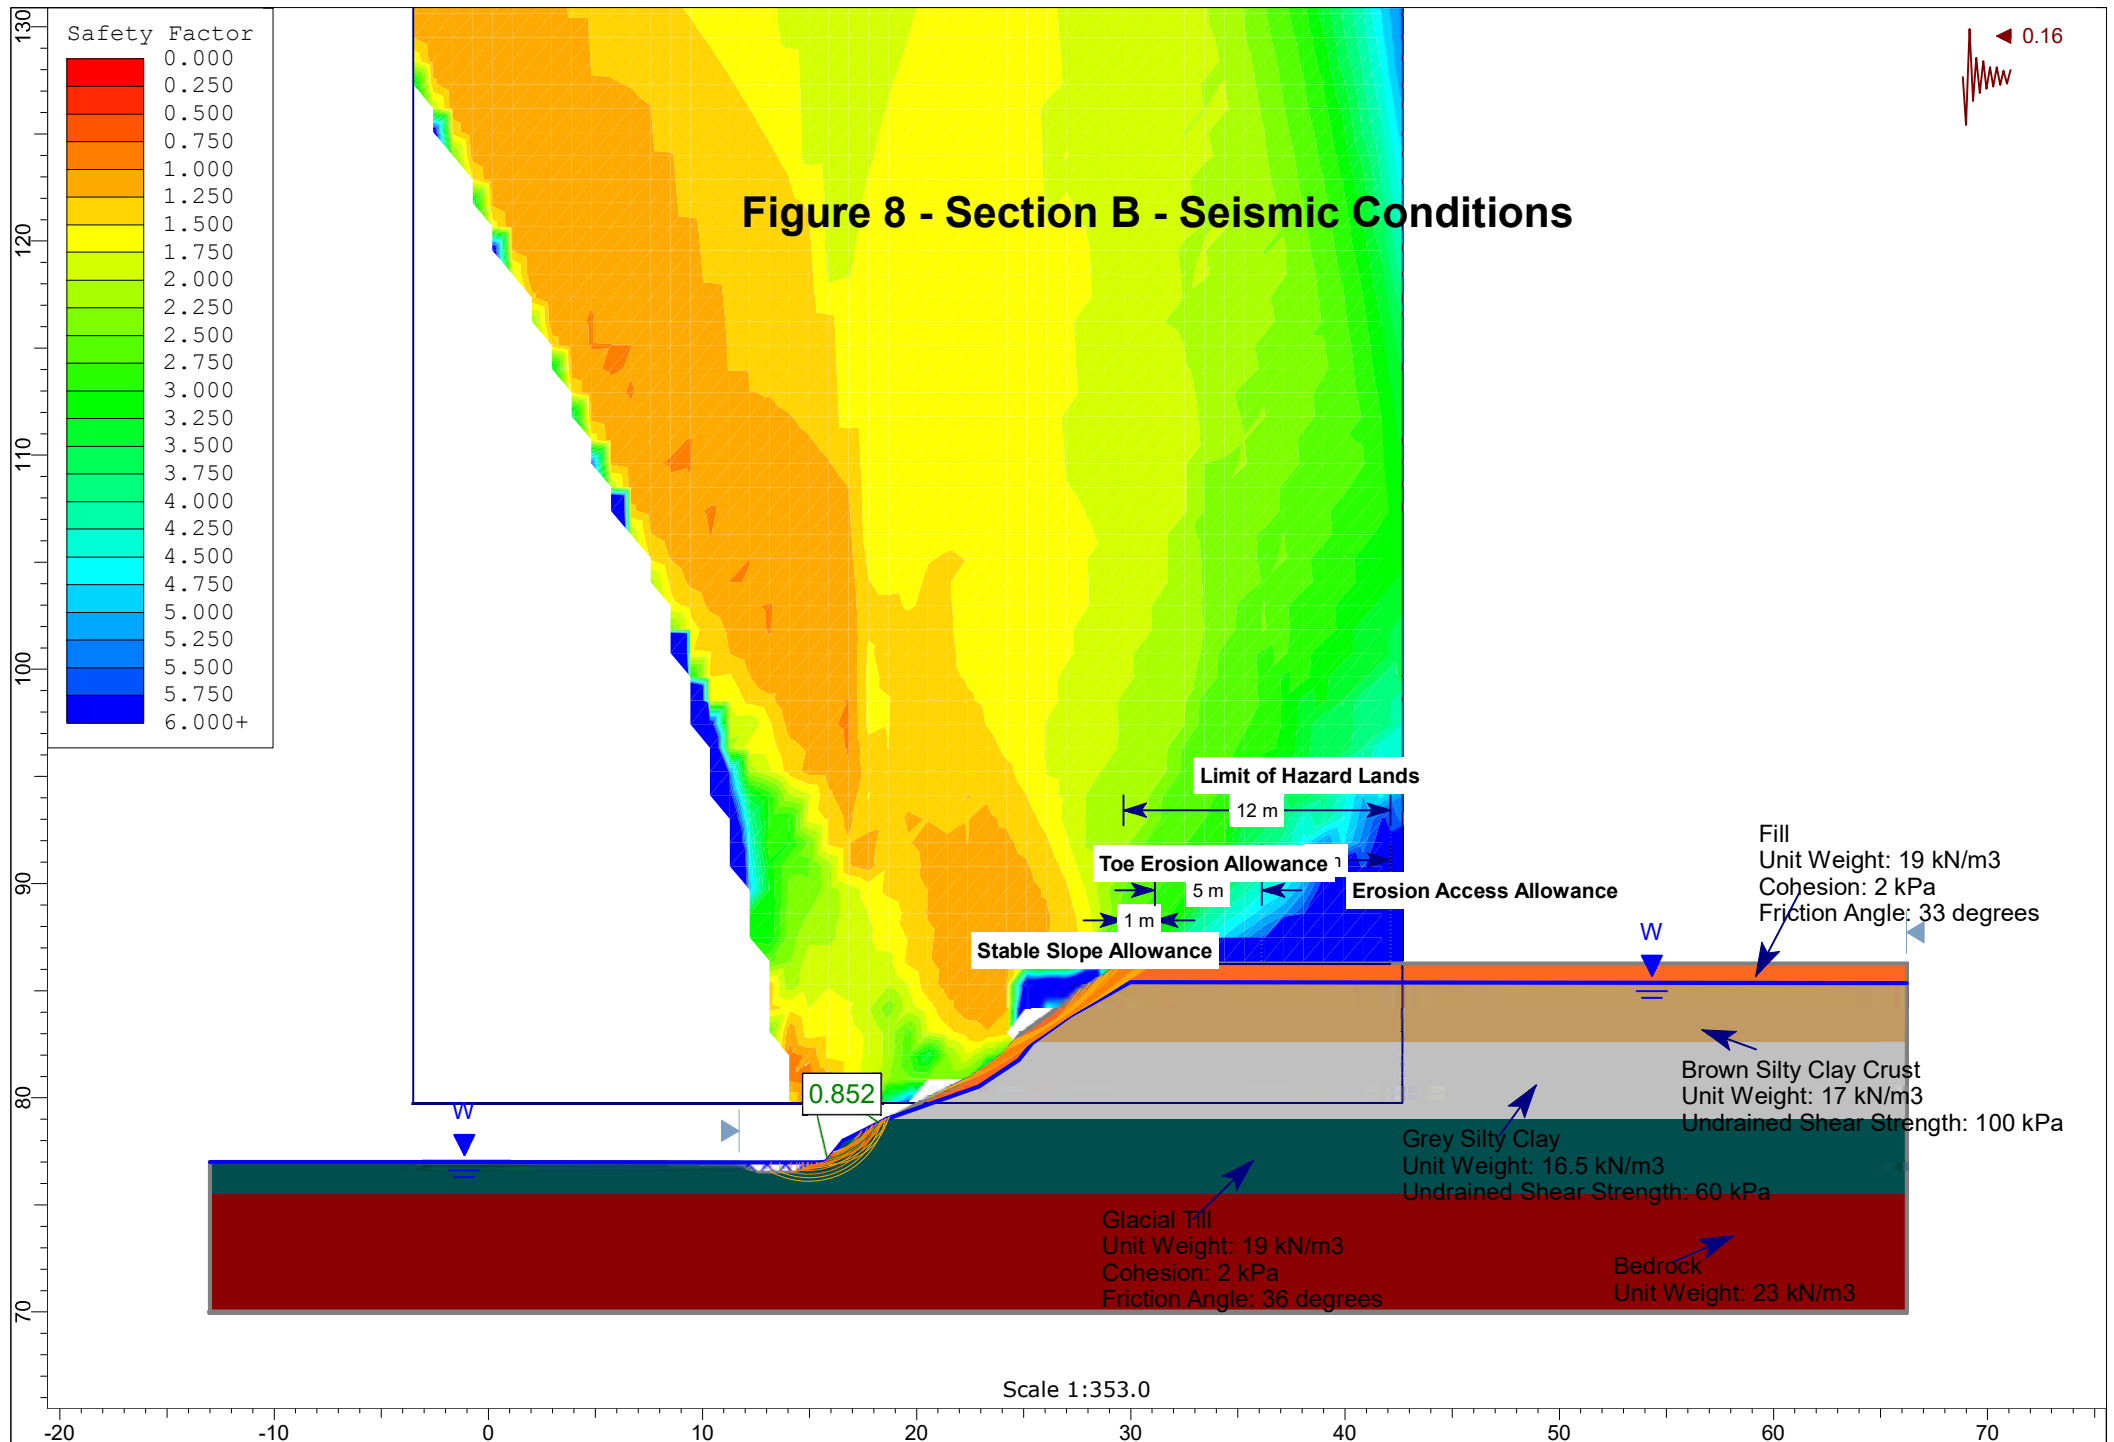 Safety Factor
0.000
0.250
0.500
0.750
1.000
1.250
1.500
1.750
2.000
2.250
2.500
2.750
3.000
3.250
3.500
3.750
4.000
4.250
4.500
4.750
5.000
5.250
5.500
5.750
6.000+
0.16
Figure 8 - Section B - Seismic Conditions
Limit of Hazard Lands
12 m
Toe Erosion Allowance
5 m
Erosion Access Allowance
1 m
Stable Slope Allowance
Fill
Unit Weight: 19 kN/m3
Cohesion: 2 kPa
Friction Angle: 33 degrees
W
Brown Silty Clay Crust
Unit Weight: 17 kN/m3
Undrained Shear Strength: 100 kPa
0.852
W
Grey Silty Clay
Unit Weight: 16.5 kN/m3
Undrained Shear Strength: 60 kPa
Glacial Till
Unit Weight: 19 kN/m3
Cohesion: 2 kPa
Friction Angle: 36 degrees
Bedrock
Unit Weight: 23 kN/m3
Scale 1:353.0
130
120
110
100
90
80
70
-20 -10 0 10 20 30 40 50 60 70